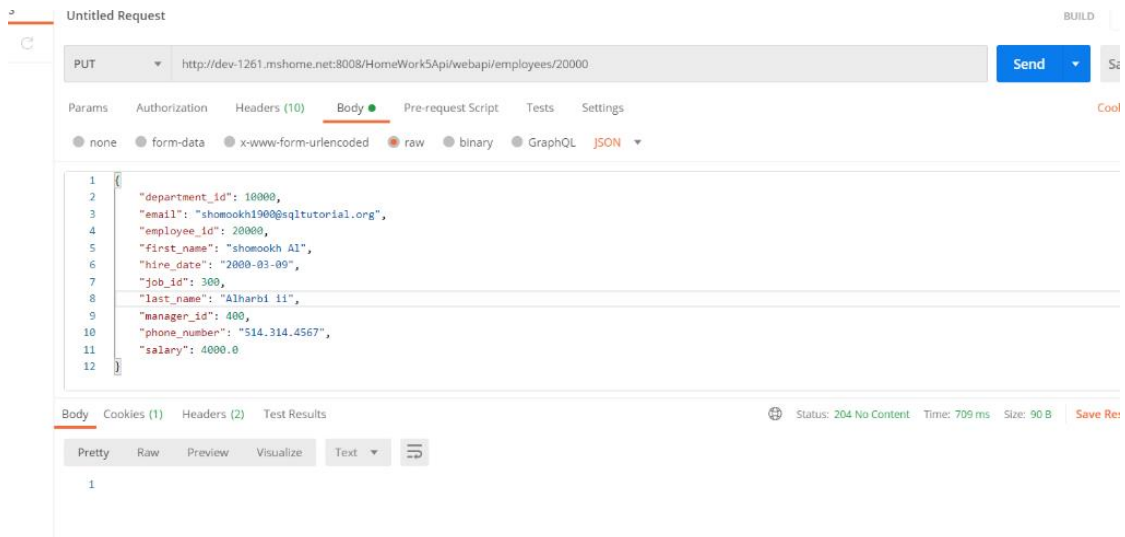 Untitled Request
BUILD
PUT http://dev-1261.mshome.net:8008/HomeWork5Api/webapi/employees/20000 Send
Params Authorization Headers (10) Body Pre-request Script Tests Settings
none form-data x-www-form-urlencoded raw binary GraphQL JSON
1 {
2 "department_id": 10000,
3 "email": "shomookh1900@sqltutorial.org",
4 "employee_id": 20000,
5 "first_name": "shomookh Al",
6 "hire_date": "2000-03-09",
7 "job_id": 300,
8 "last_name": "Alharbi ii",
9 "manager_id": 400,
10 "phone_number": "514.314.4567",
11 "salary": 4000.0
12 }
Body Cookies (1) Headers (2) Test Results Status: 204 No Content Time: 709 ms Size: 90 B Save Res
Pretty Raw Preview Visualize Text
1